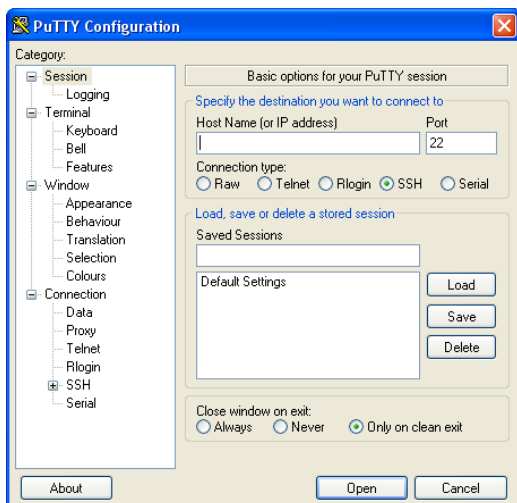 PuTTY Configuration
Category:
Session
Logging
Terminal
Keyboard
Bell
Features
Window
Appearance
Behaviour
Translation
Selection
Colours
Connection
Data
Proxy
Telnet
Rlogin
SSH
Serial
Basic options for your PuTTY session
Specify the destination you want to connect to
Host Name (or IP address) Port
22
Connection type:
Raw Telnet Rlogin SSH Serial
Load, save or delete a stored session
Saved Sessions
Default Settings
Load
Save
Delete
Close window on exit:
Always Never Only on clean exit
About Open Cancel